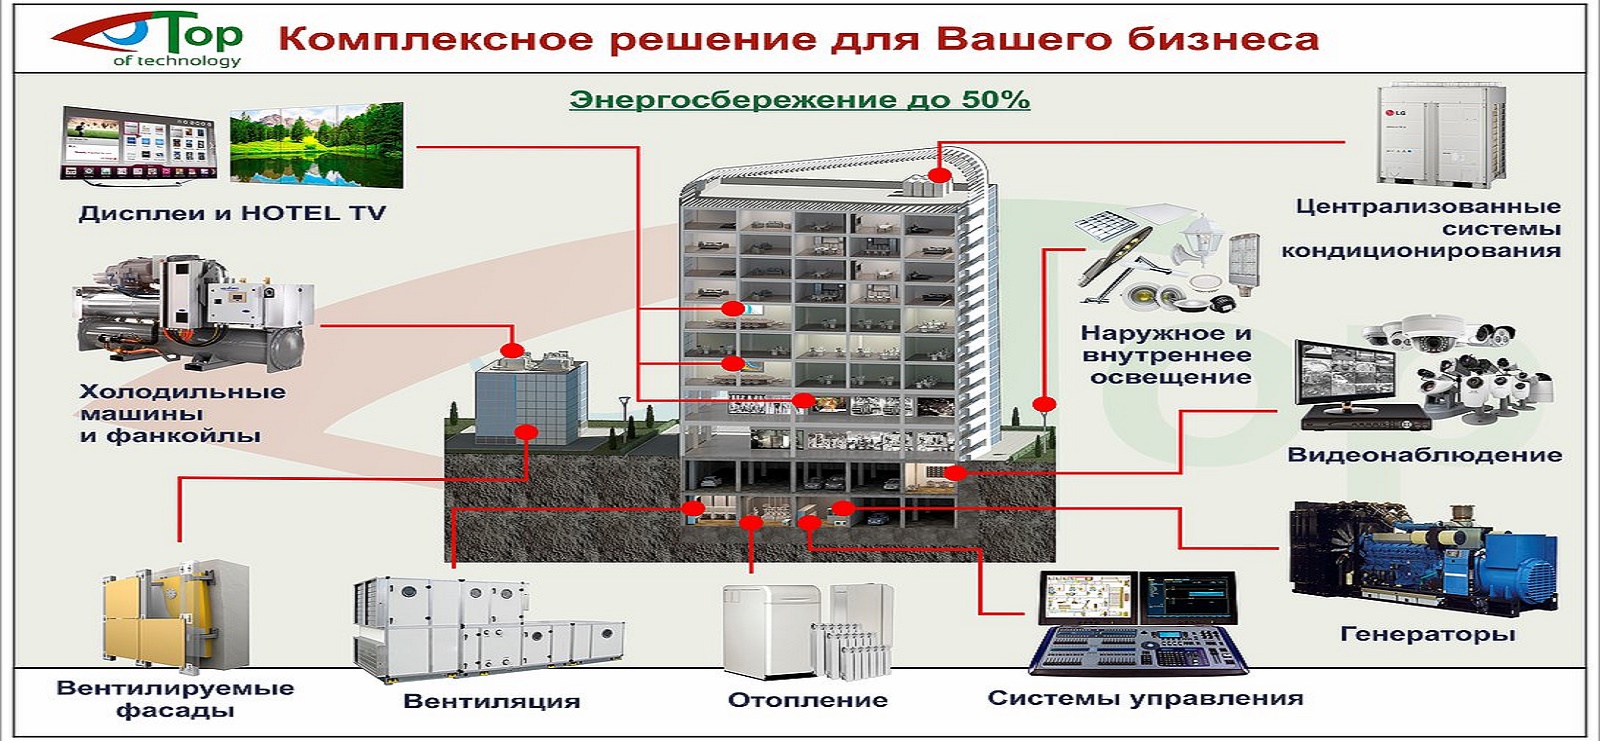 Top
of technology
Комплексное решение для Вашего бизнеса
Энергосбережение до 50%
Дисплеи и HOTEL TV
LG
Централизованные
системы
кондиционирования
Холодильные
машины
и фанкойлы
Наружное и
внутреннее
освещение
Видеонаблюдение
Генераторы
Вентилируемые
фасады
Вентиляция
Отопление
Системы управления